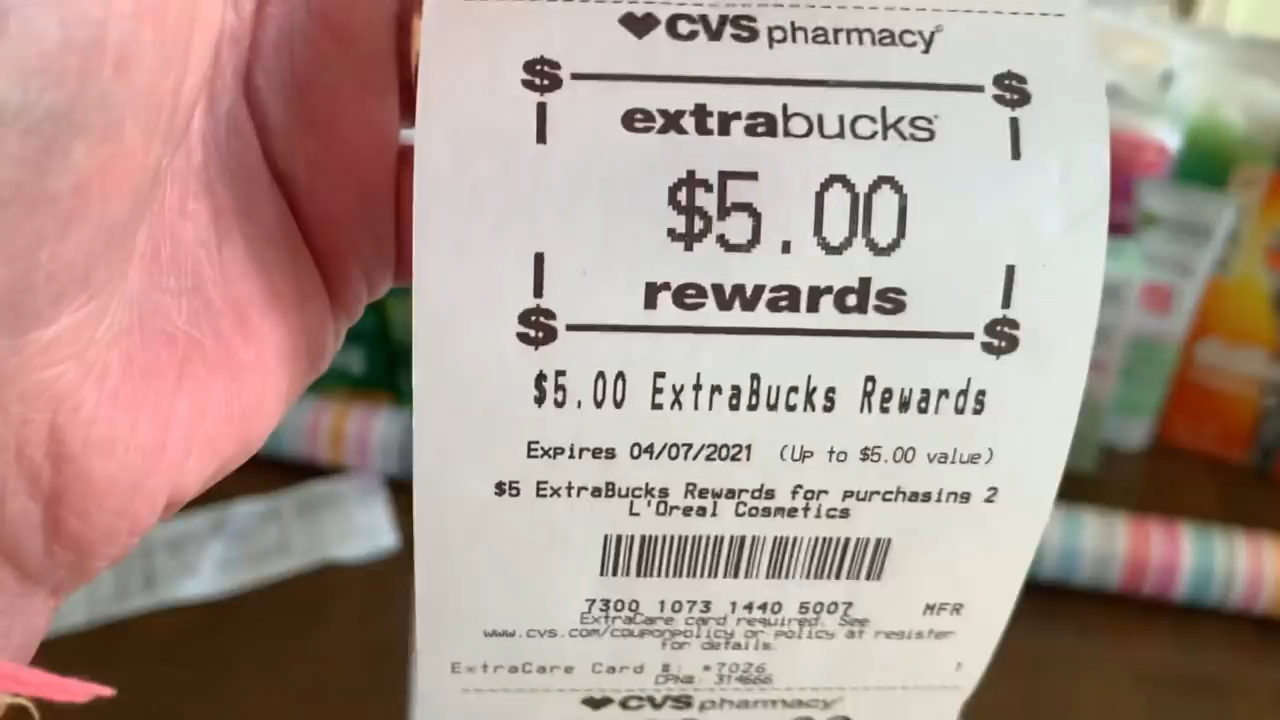 CVS pharmacy®
$ $
extrabucks®
$5.00
rewards
$ $
$5.00 ExtraBucks Rewards
Expires 04/07/2021 (Up to $5.00 value)
$5 ExtraBucks Rewards for purchasing 2
L'Oreal Cosmetics
7300 1073 1440 5007 MFR
ExtraCare card required. See
www.cvs.com/couponpolicy or policy at register
for details.
ExtraCare Card #: *7026
CPN#: 314666
CVS pharmacy®